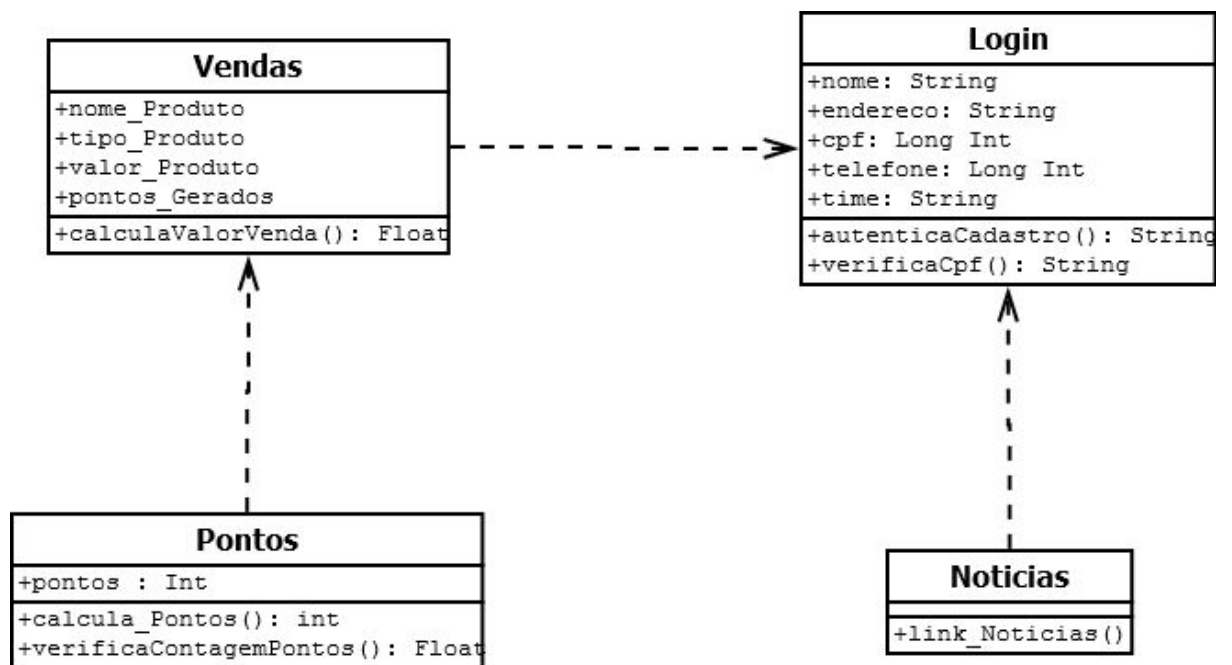 Vendas
+nome_Produto
+tipo_Produto
+valor_Produto
+pontos_Gerados
+calculaValorVenda(): Float
Login
+nome: String
+endereco: String
+cpf: Long Int
+telefone: Long Int
+time: String
+autenticaCadastro(): String
+verificaCpf(): String
Pontos
+pontos : Int
+calcula_Pontos(): int
+verificaContagemPontos(): Float
Noticias
+link_Noticias()